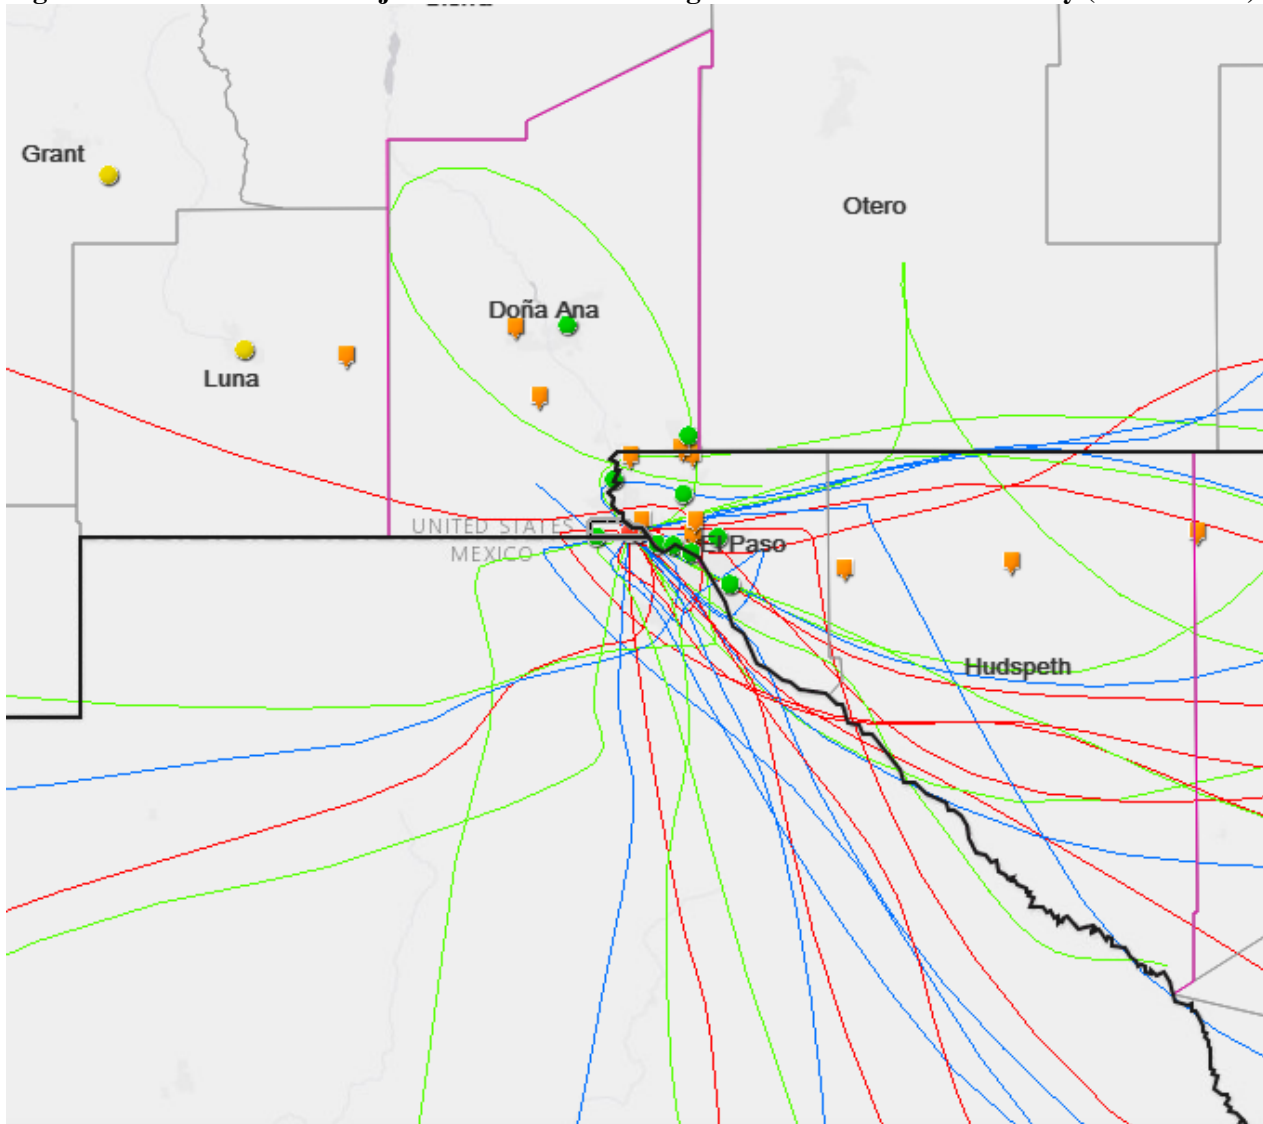 Grant
Otero
Doña Ana
Luna
UNITED STATES
MEXICO
El Paso
Hudspeth